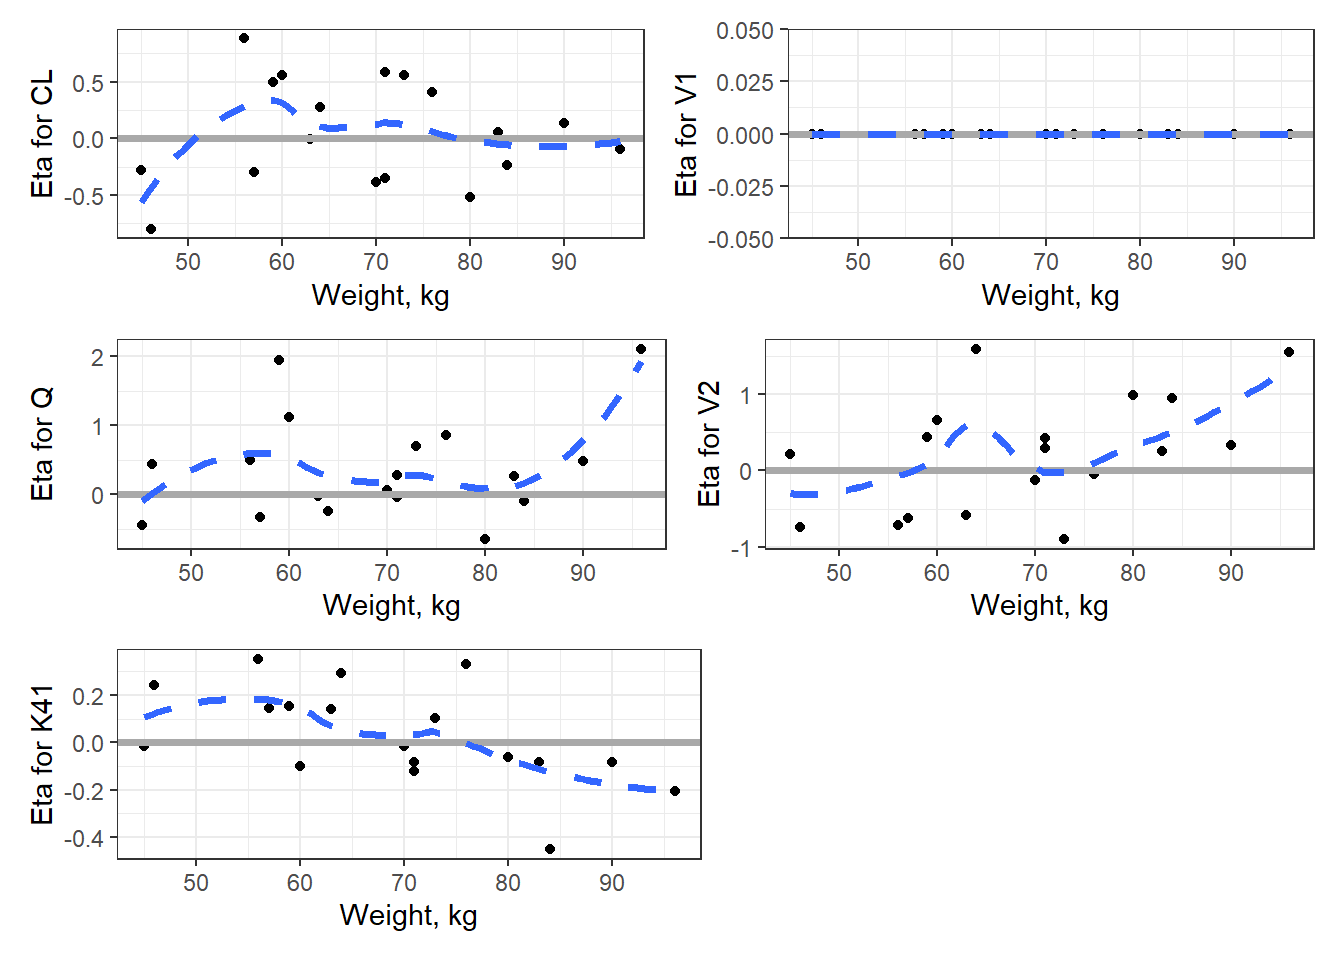 Eta for CL
0.5
0.0
-0.5
50 60 70 80 90
Weight, kg
Eta for V1
0.050
0.025
0.000
-0.025
-0.050
50 60 70 80 90
Weight, kg
Eta for Q
2
1
0
50 60 70 80 90
Weight, kg
Eta for V2
1
0
-1
50 60 70 80 90
Weight, kg
Eta for K41
0.2
0.0
-0.2
-0.4
50 60 70 80 90
Weight, kg